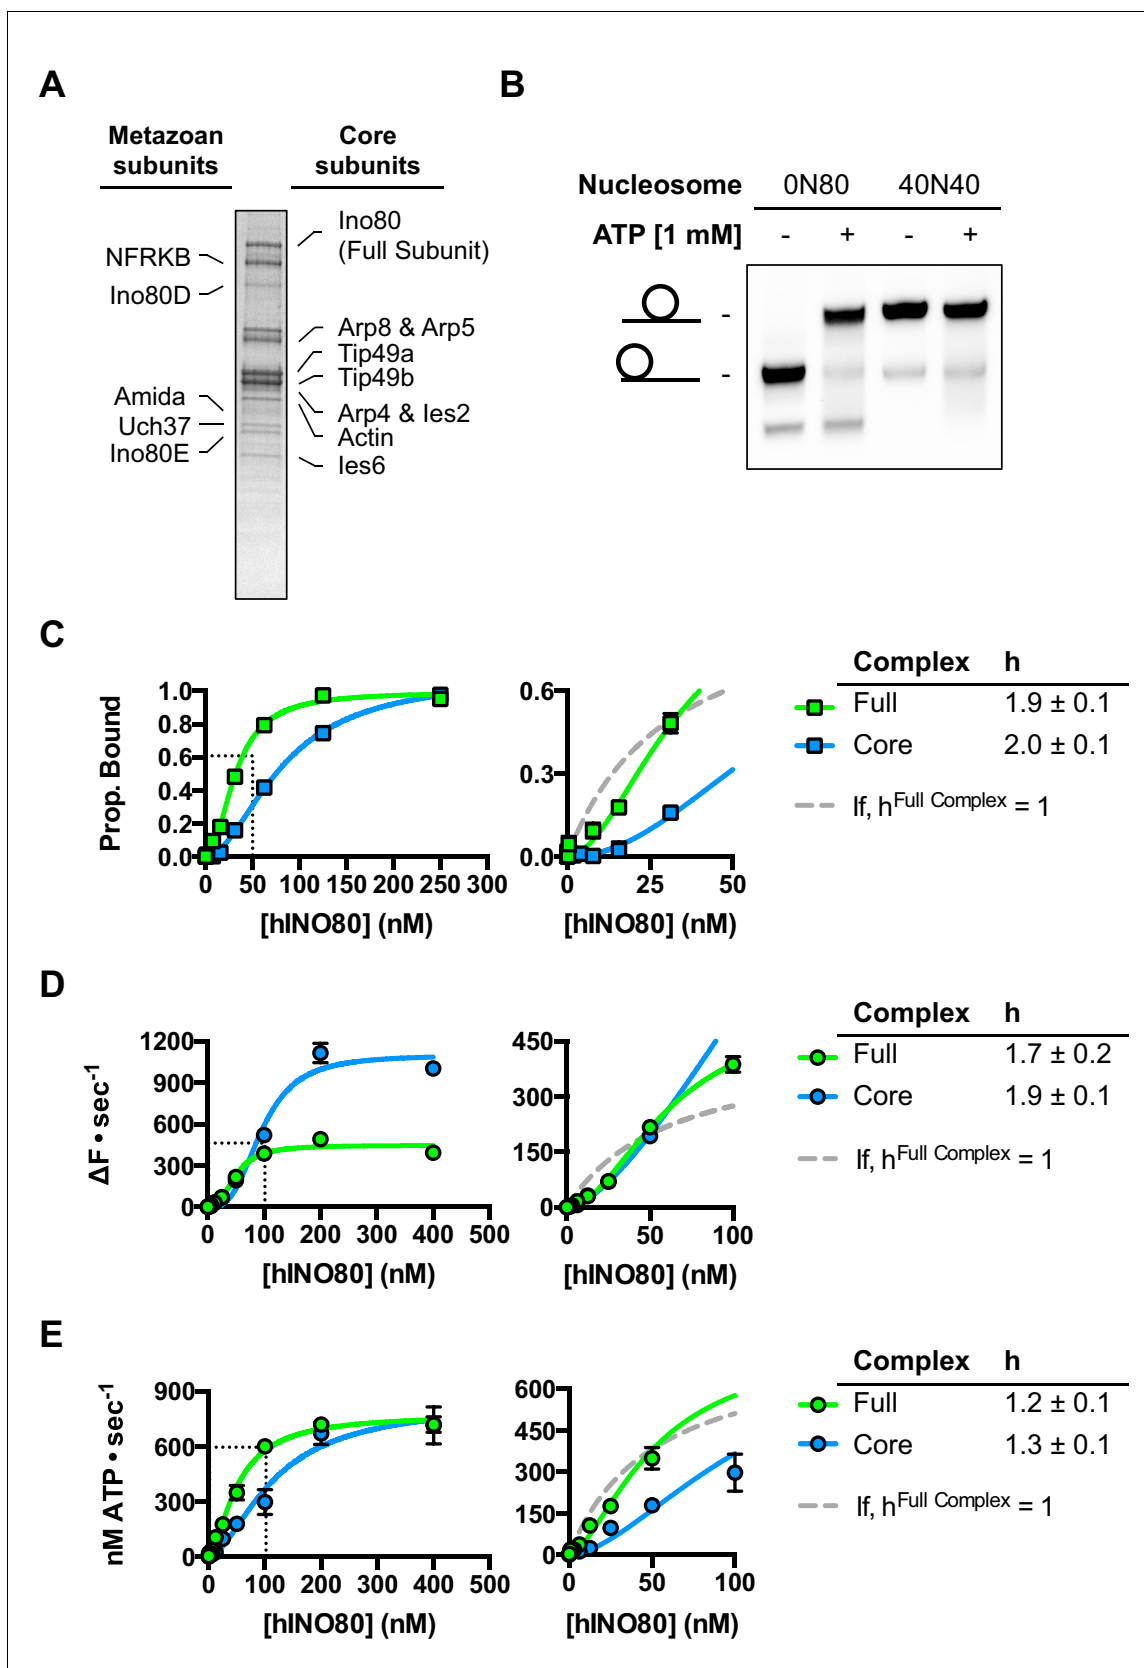 A
Metazoan
subunits
Core
subunits
NFRKB
Ino80D
Amida
Uch37
Ino80E
Ino80
(Full Subunit)
Arp8 & Arp5
Tip49a
Tip49b
Arp4 & Ies2
Actin
Ies6
B
Nucleosome 0N80 40N40
ATP [1 mM] - + - +
-
-
C
Prop. Bound
1.0
0.8
0.6
0.4
0.2
0.0
0 50 100 150 200 250 300
[hINO80] (nM)
0.6
0.3
0.0
0 25 50
[hINO80] (nM)
Complex h
Full 1.9 ± 0.1
Core 2.0 ± 0.1
If, h^Full Complex = 1
D
ΔF • sec⁻¹
1200
900
600
300
0
0 100 200 300 400 500
[hINO80] (nM)
450
300
150
0
0 50 100
[hINO80] (nM)
Complex h
Full 1.7 ± 0.2
Core 1.9 ± 0.1
If, h^Full Complex = 1
E
nM ATP • sec⁻¹
900
600
300
0
0 100 200 300 400 500
[hINO80] (nM)
600
450
300
150
0
0 50 100
[hINO80] (nM)
Complex h
Full 1.2 ± 0.1
Core 1.3 ± 0.1
If, h^Full Complex = 1